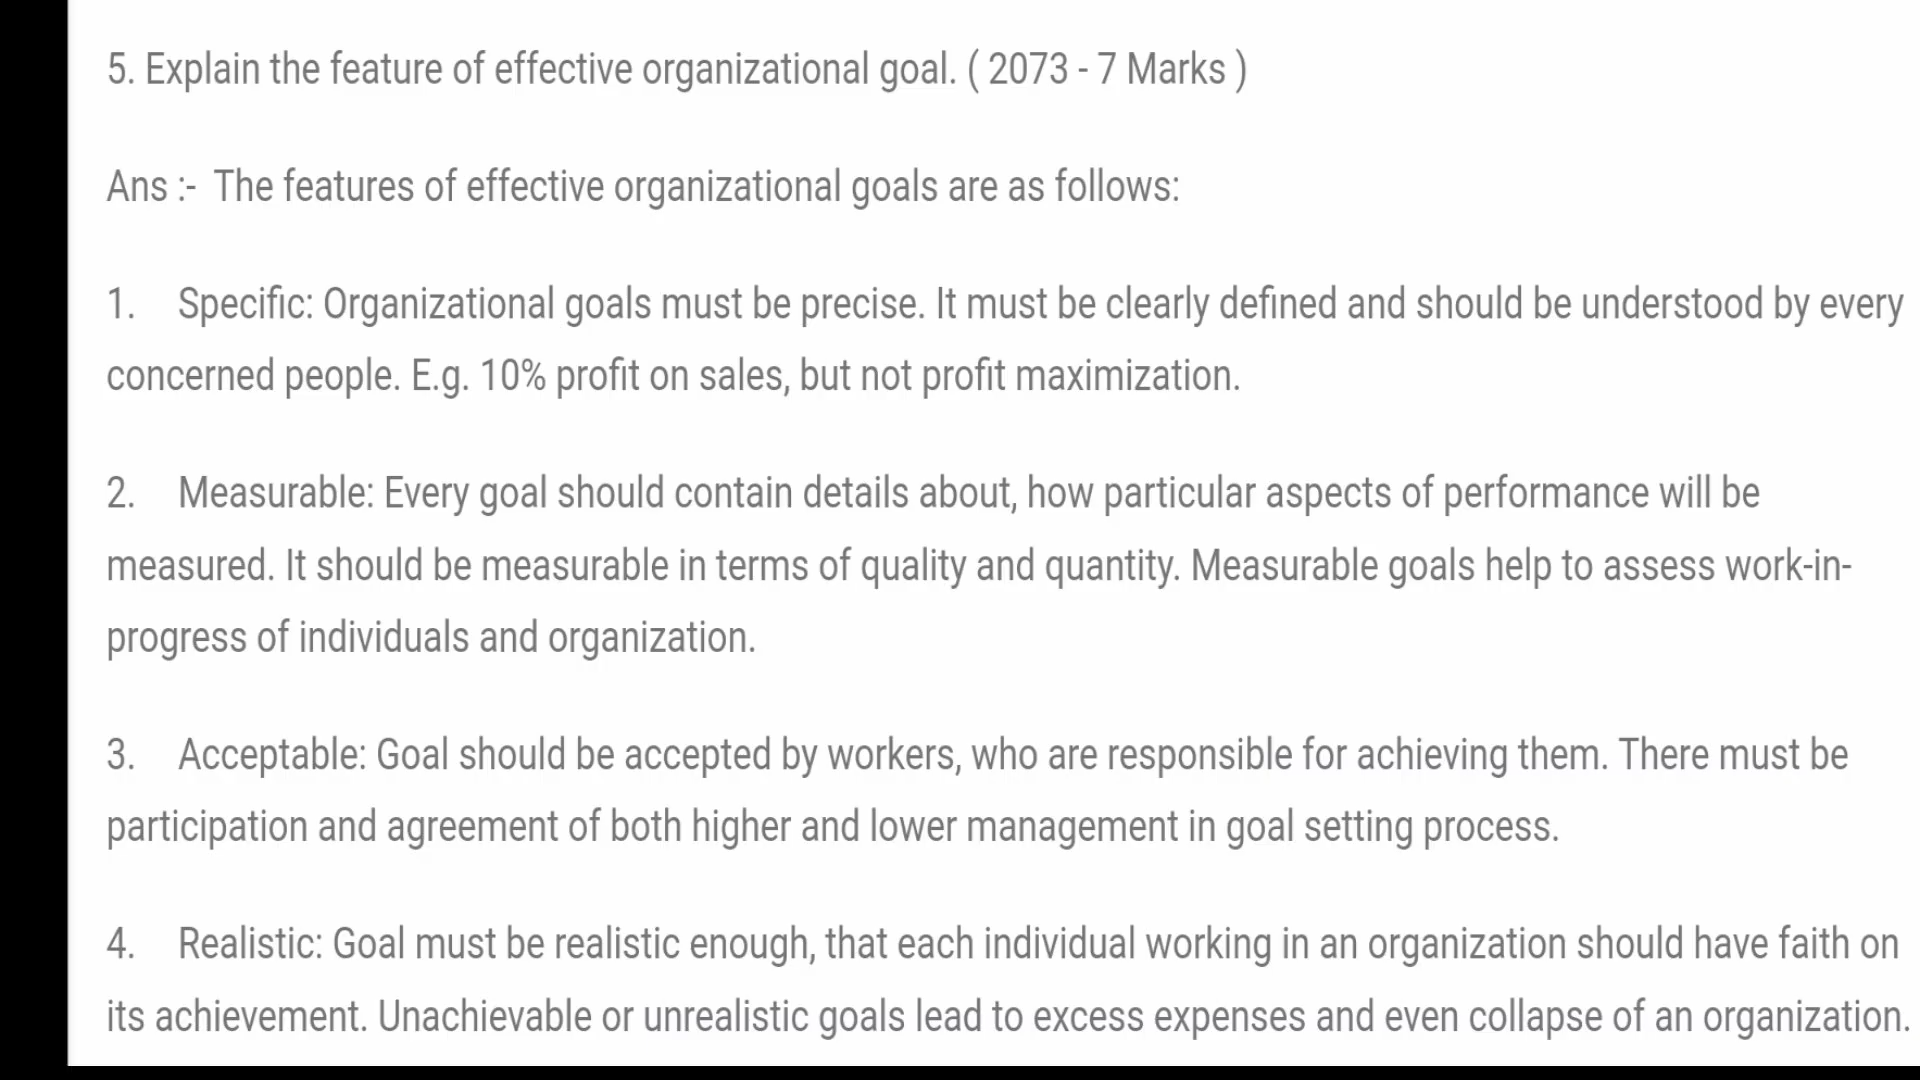 5. Explain the feature of effective organizational goal. ( 2073 - 7 Marks )
Ans :- The features of effective organizational goals are as follows:
1. Specific: Organizational goals must be precise. It must be clearly defined and should be understood by every
concerned people. E.g. 10% profit on sales, but not profit maximization.
2. Measurable: Every goal should contain details about, how particular aspects of performance will be
measured. It should be measurable in terms of quality and quantity. Measurable goals help to assess work-in-
progress of individuals and organization.
3. Acceptable: Goal should be accepted by workers, who are responsible for achieving them. There must be
participation and agreement of both higher and lower management in goal setting process.
4. Realistic: Goal must be realistic enough, that each individual working in an organization should have faith on
its achievement. Unachievable or unrealistic goals lead to excess expenses and even collapse of an organization.